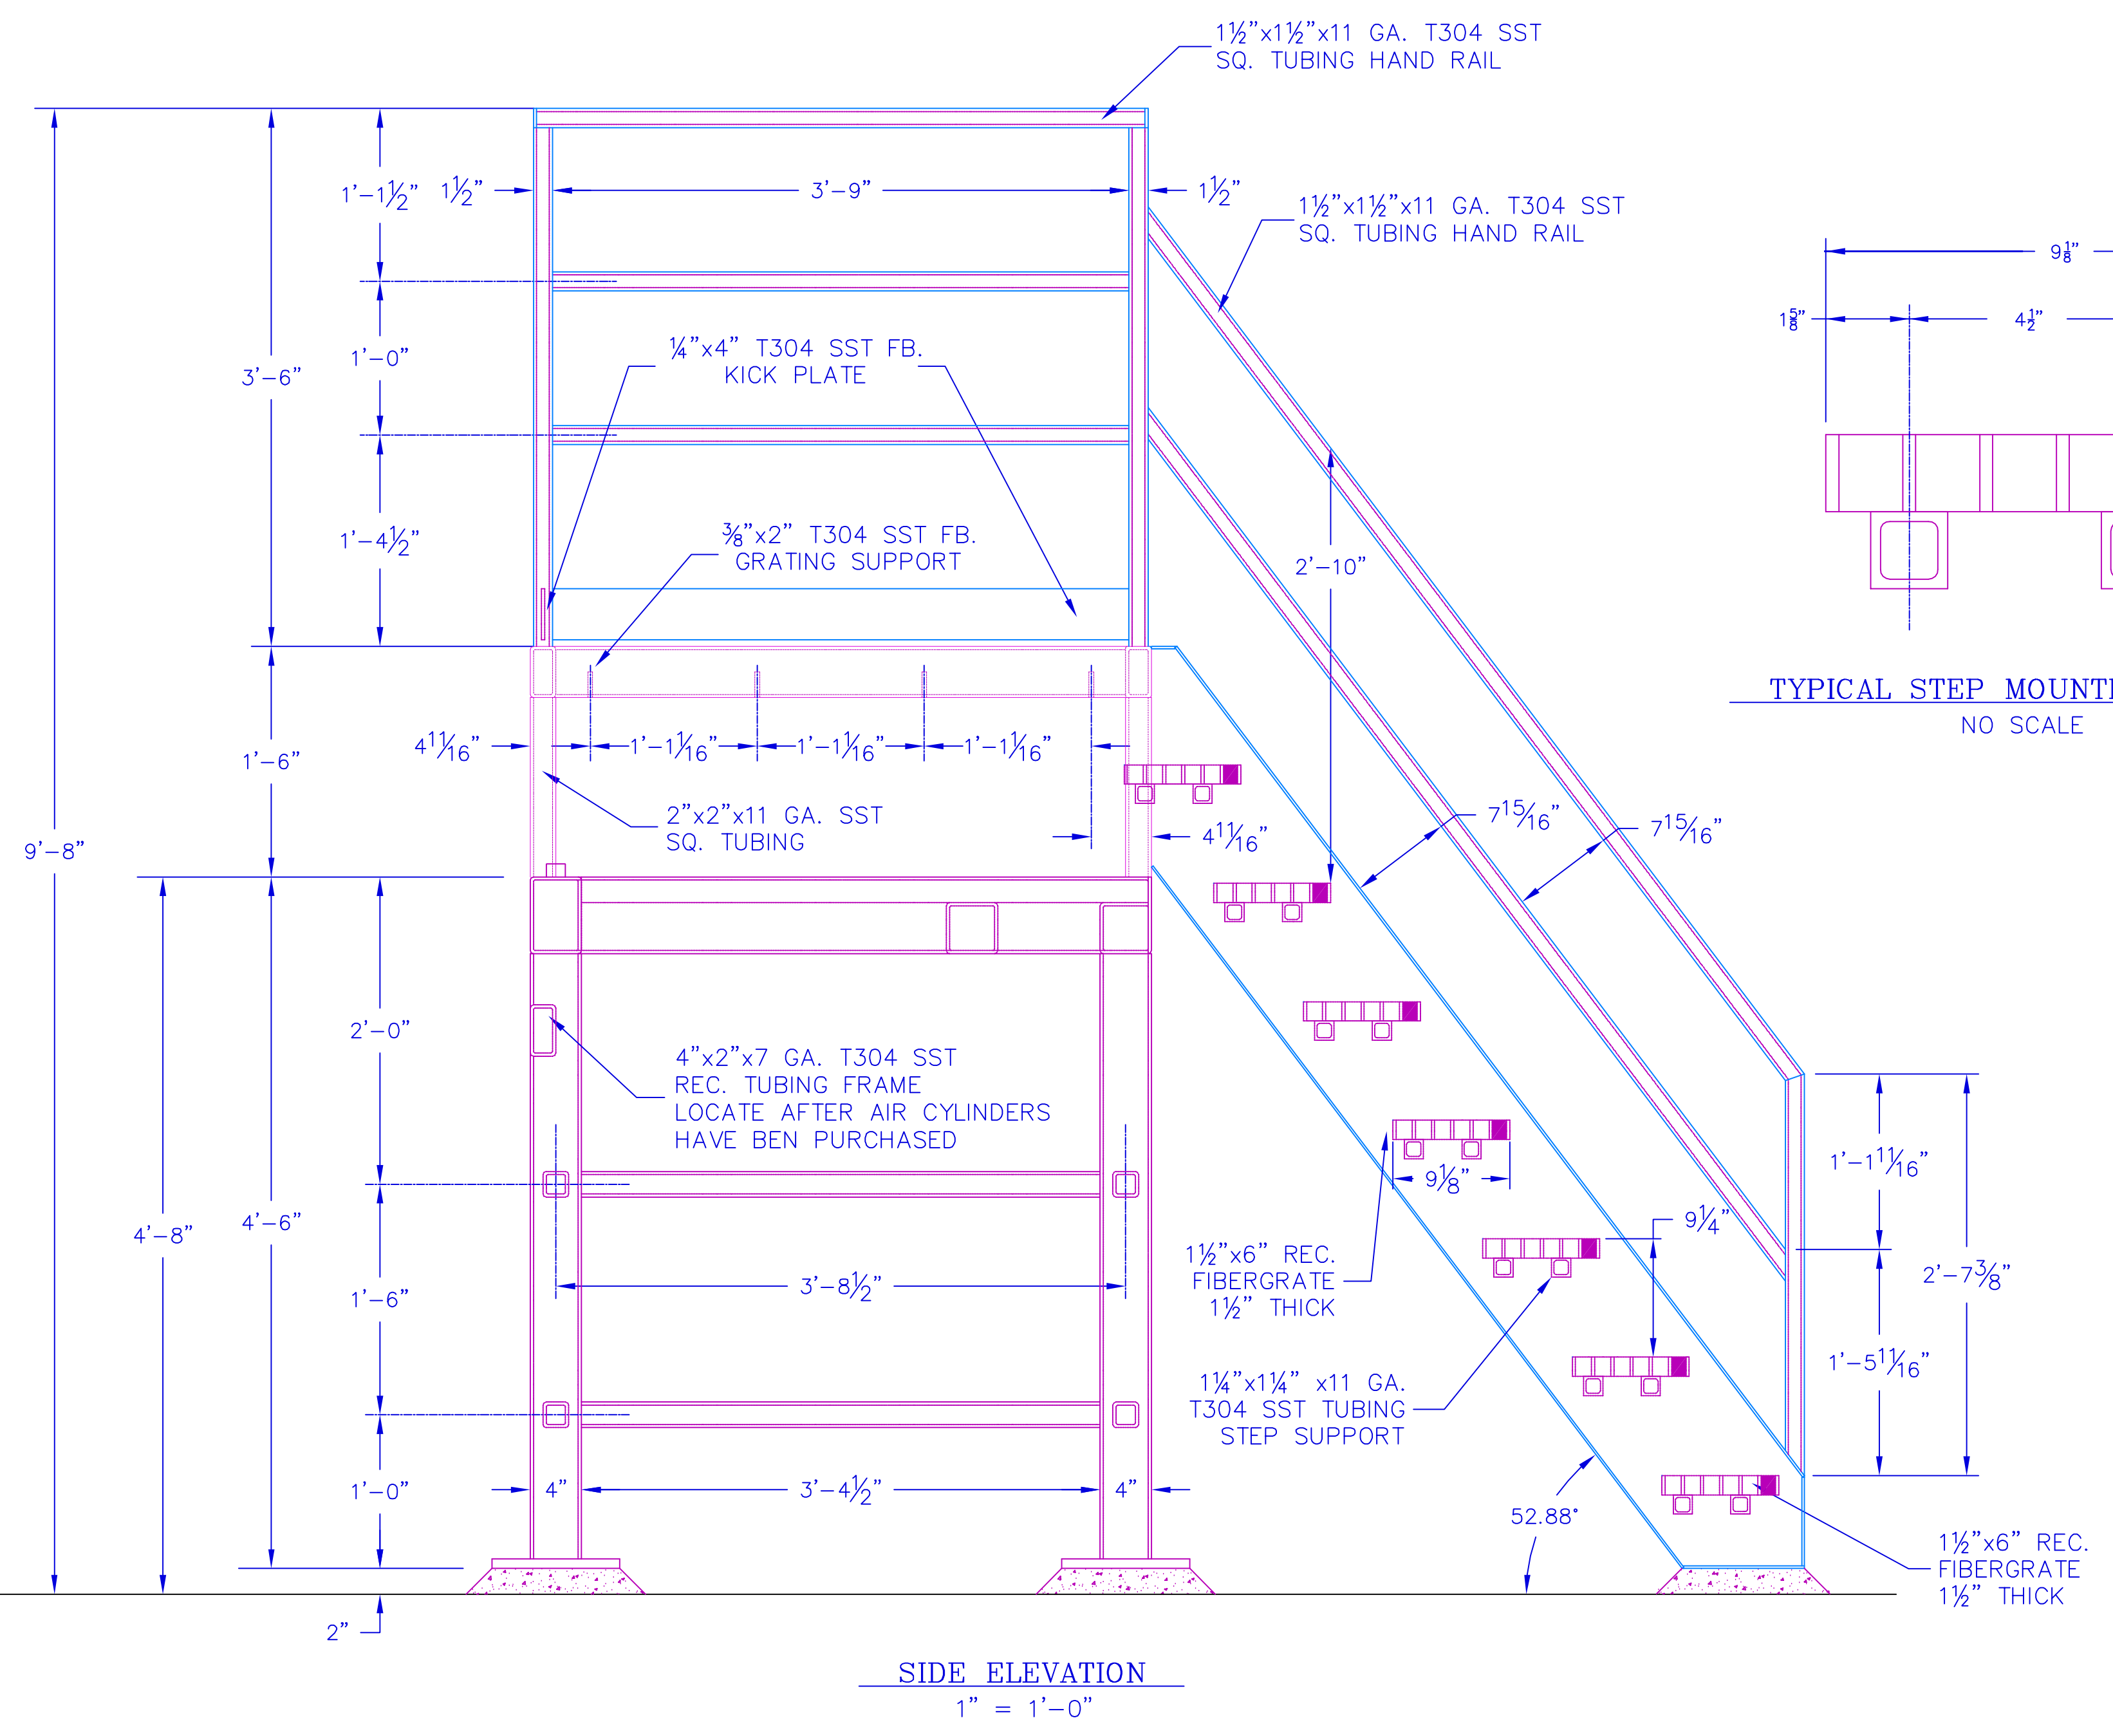 1½”x1½”x11 GA. T304 SST
SQ. TUBING HAND RAIL
1’–1½”
1½”
3’–9”
1½”
1½”x1½”x11 GA. T304 SST
SQ. TUBING HAND RAIL
9⅛”
1⅝”
4½”
3’–6”
1’–0”
¼”x4” T304 SST FB.
KICK PLATE
1’–4½”
⅜”x2” T304 SST FB.
GRATING SUPPORT
2’–10”
TYPICAL STEP MOUNT
NO SCALE
1’–6”
4¹¹⁄₁₆”
1’–1¹⁄₁₆”
1’–1¹⁄₁₆”
1’–1¹⁄₁₆”
2”x2”x11 GA. SST
SQ. TUBING
4¹¹⁄₁₆”
7¹⁵⁄₁₆”
7¹⁵⁄₁₆”
9’–8”
2’–0”
4”x2”x7 GA. T304 SST
REC. TUBING FRAME
LOCATE AFTER AIR CYLINDERS
HAVE BEN PURCHASED
1’–1¹¹⁄₁₆”
9⅛”
4’–8”
4’–6”
9¼”
1½”x6” REC.
FIBERGRATE
1½” THICK
2’–7⅜”
1’–6”
3’–8½”
1’–5¹¹⁄₁₆”
1¼”x1¼” x11 GA.
T304 SST TUBING
STEP SUPPORT
1’–0”
4”
3’–4½”
4”
52.88°
1½”x6” REC.
FIBERGRATE
1½” THICK
2”
SIDE ELEVATION
1” = 1’–0”